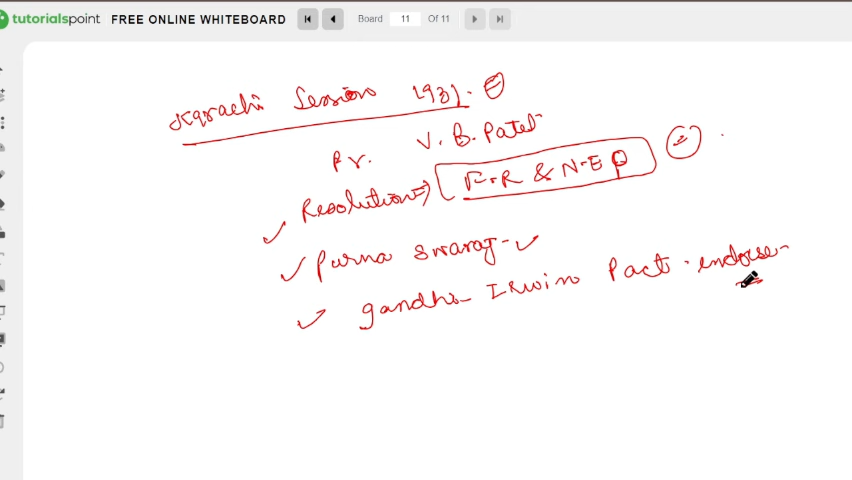 tutorialspoint FREE ONLINE WHITEBOARD Board 11 Of 11
Karachi Session 1931.
Pr. V. B. Patel
Resolution F.R & N.E.P
Purna Swaraj
Gandhi Irwin Pact endorse